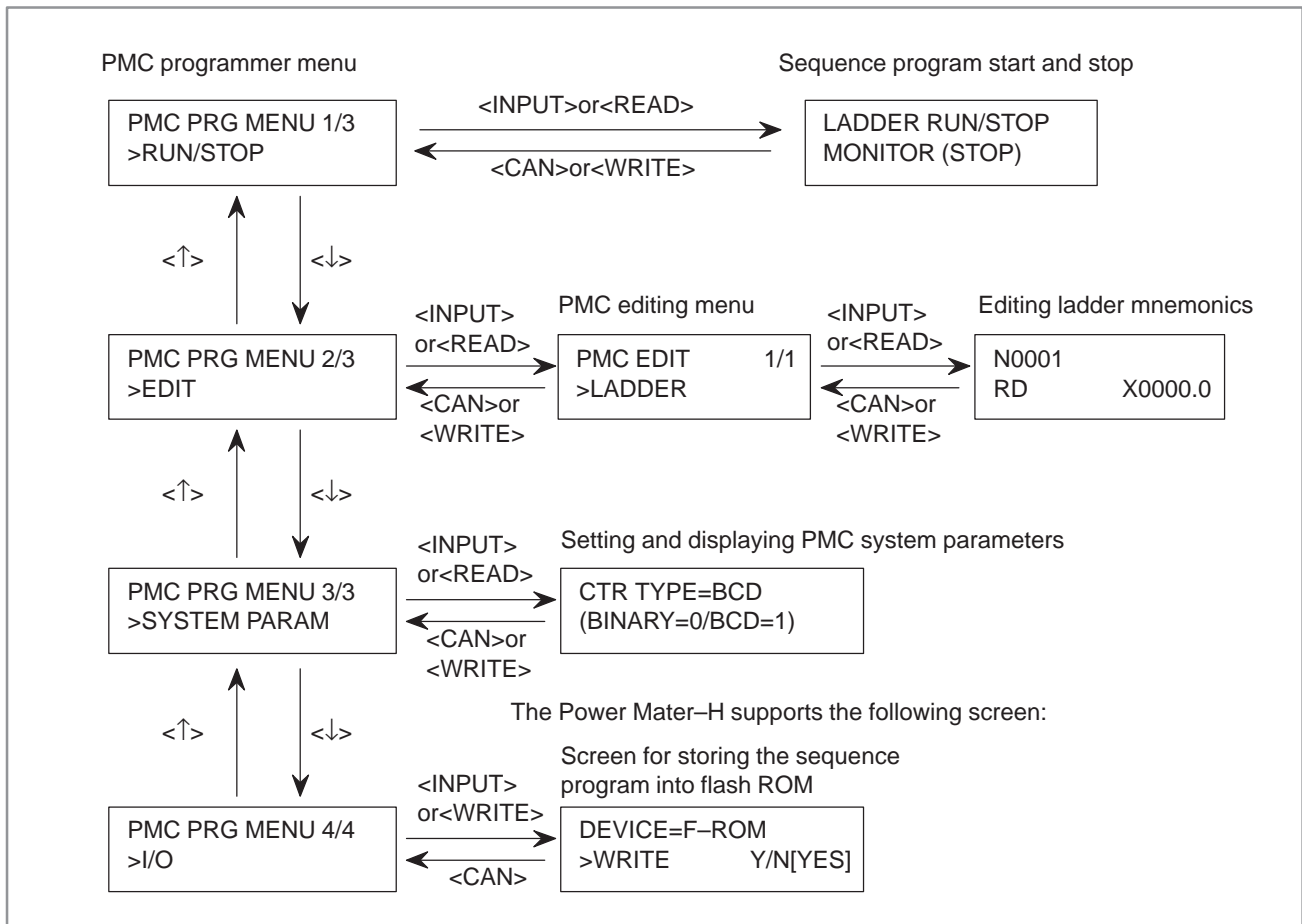 PMC programmer menu
Sequence program start and stop
PMC PRG MENU 1/3
>RUN/STOP
<INPUT>or<READ>
<CAN>or<WRITE>
LADDER RUN/STOP
MONITOR (STOP)
<↑>
<↓>
PMC PRG MENU 2/3
>EDIT
<INPUT>
or<READ>
<CAN>or
<WRITE>
PMC editing menu
PMC EDIT 1/1
>LADDER
<INPUT>
or<READ>
<CAN>or
<WRITE>
Editing ladder mnemonics
N0001
RD X0000.0
<↑>
<↓>
PMC PRG MENU 3/3
>SYSTEM PARAM
<INPUT>
or<READ>
<CAN>or
<WRITE>
Setting and displaying PMC system parameters
CTR TYPE=BCD
(BINARY=0/BCD=1)
<↑>
<↓>
The Power Mater–H supports the following screen:
Screen for storing the sequence
program into flash ROM
PMC PRG MENU 4/4
>I/O
<INPUT>
or<WRITE>
<CAN>
DEVICE=F–ROM
>WRITE Y/N[YES]